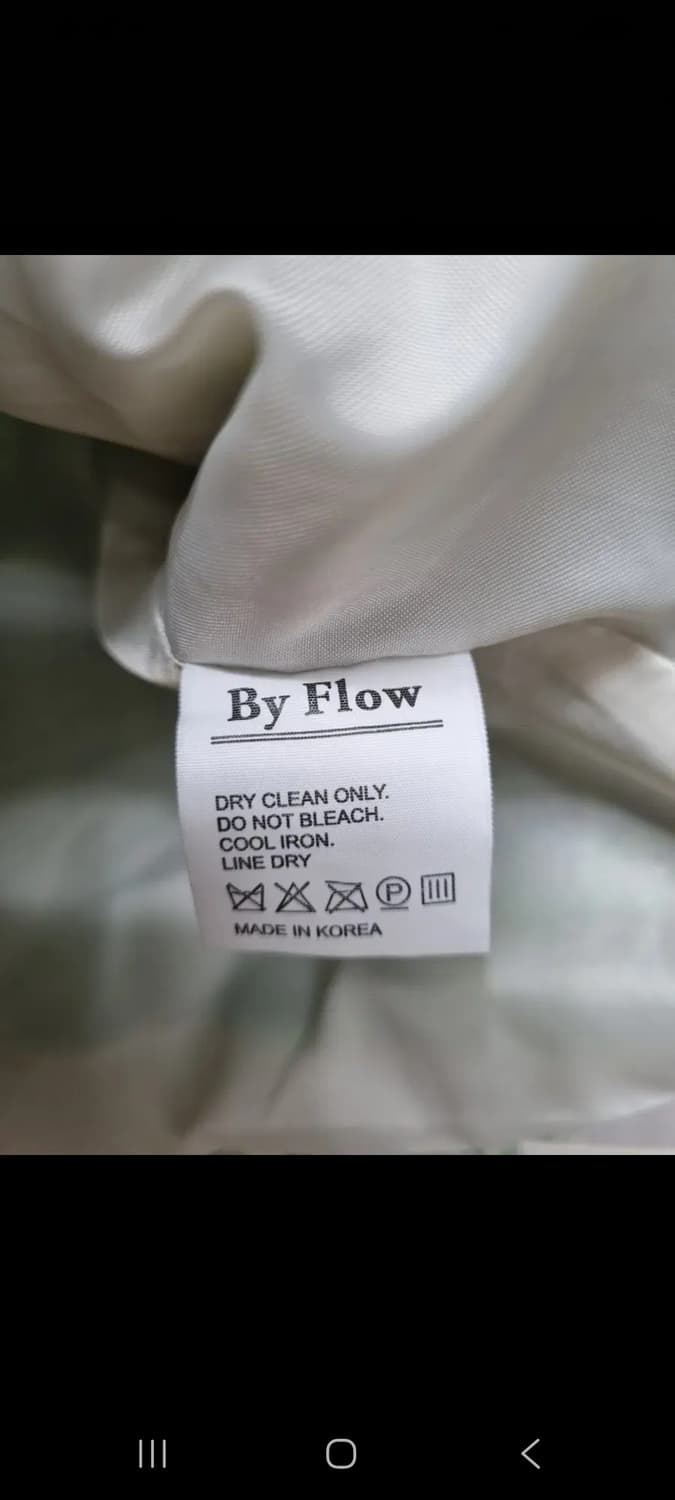 By Flow
DRY CLEAN ONLY.
DO NOT BLEACH.
COOL IRON.
LINE DRY
P
MADE IN KOREA